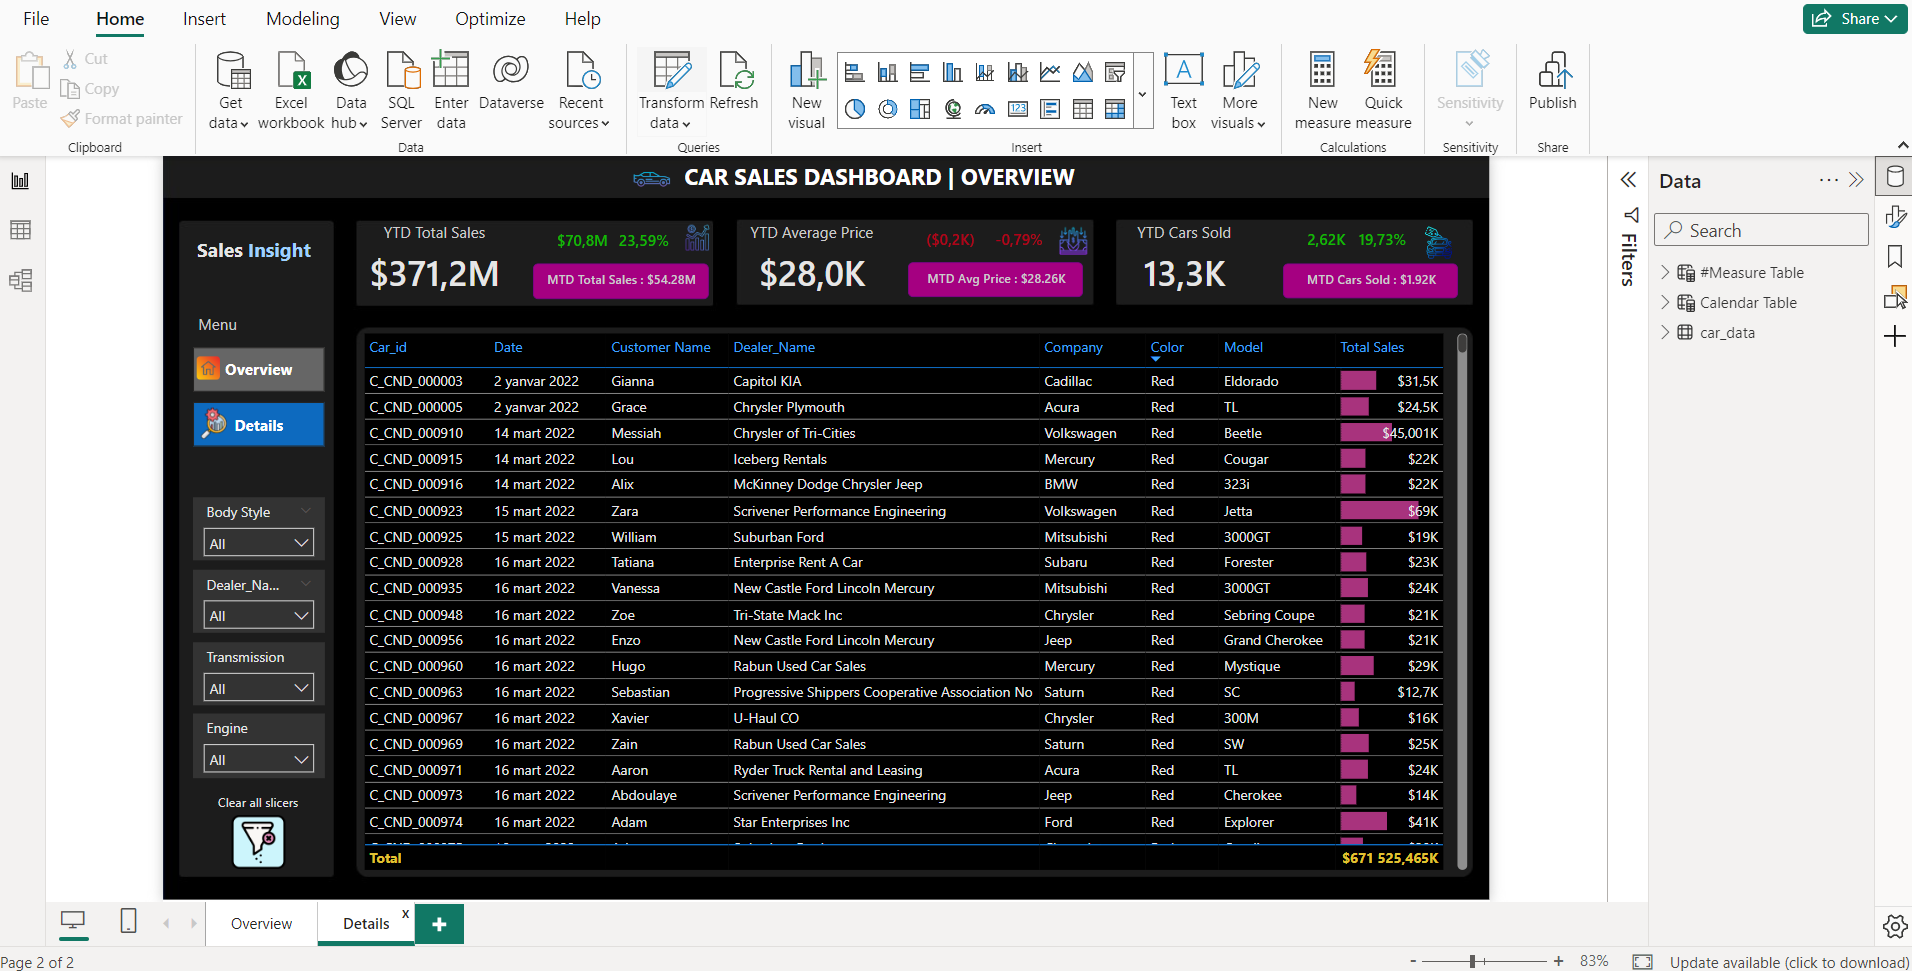 File Home Insert Modeling View Optimize Help
Share
Paste
Cut
Copy
Format painter
Clipboard
Get data
Excel workbook
Data hub
SQL Server
Enter data
Dataverse
Recent sources
Data
Transform data
Refresh
Queries
New visual
123
A
Text box
More visuals
Insert
New measure
Quick measure
Calculations
Sensitivity
Sensitivity
Publish
Share
CAR SALES DASHBOARD | OVERVIEW
Sales Insight
Menu
Overview
Details
Body Style
All
Dealer_Na...
All
Transmission
All
Engine
All
Clear all slicers
YTD Total Sales
$70,8M 23,59%
$371,2M
MTD Total Sales : $54.28M
YTD Average Price
($0,2K) -0,79%
$28,0K
MTD Avg Price : $28.26K
YTD Cars Sold
2,62K 19,73%
13,3K
MTD Cars Sold : $1.92K
Car_id Date Customer Name Dealer_Name Company Color Model Total Sales
C_CND_000003 2 yanvar 2022 Gianna Capitol KIA Cadillac Red Eldorado $31,5K
C_CND_000005 2 yanvar 2022 Grace Chrysler Plymouth Acura Red TL $24,5K
C_CND_000910 14 mart 2022 Messiah Chrysler of Tri-Cities Volkswagen Red Beetle $45,001K
C_CND_000915 14 mart 2022 Lou Iceberg Rentals Mercury Red Cougar $22K
C_CND_000916 14 mart 2022 Alix McKinney Dodge Chrysler Jeep BMW Red 323i $22K
C_CND_000923 15 mart 2022 Zara Scrivener Performance Engineering Volkswagen Red Jetta $69K
C_CND_000925 15 mart 2022 William Suburban Ford Mitsubishi Red 3000GT $19K
C_CND_000928 16 mart 2022 Tatiana Enterprise Rent A Car Subaru Red Forester $23K
C_CND_000935 16 mart 2022 Vanessa New Castle Ford Lincoln Mercury Mitsubishi Red 3000GT $24K
C_CND_000948 16 mart 2022 Zoe Tri-State Mack Inc Chrysler Red Sebring Coupe $21K
C_CND_000956 16 mart 2022 Enzo New Castle Ford Lincoln Mercury Jeep Red Grand Cherokee $21K
C_CND_000960 16 mart 2022 Hugo Rabun Used Car Sales Mercury Red Mystique $29K
C_CND_000963 16 mart 2022 Sebastian Progressive Shippers Cooperative Association No Saturn Red SC $12,7K
C_CND_000967 16 mart 2022 Xavier U-Haul CO Chrysler Red 300M $16K
C_CND_000969 16 mart 2022 Zain Rabun Used Car Sales Saturn Red SW $25K
C_CND_000971 16 mart 2022 Aaron Ryder Truck Rental and Leasing Acura Red TL $24K
C_CND_000973 16 mart 2022 Abdoulaye Scrivener Performance Engineering Jeep Red Cherokee $14K
C_CND_000974 16 mart 2022 Adam Star Enterprises Inc Ford Red Explorer $41K
Total $671 525,465K
Filters
Data
Search
#Measure Table
Calendar Table
car_data
Overview
Details x
Page 2 of 2
- + 83%
Update available (click to download)